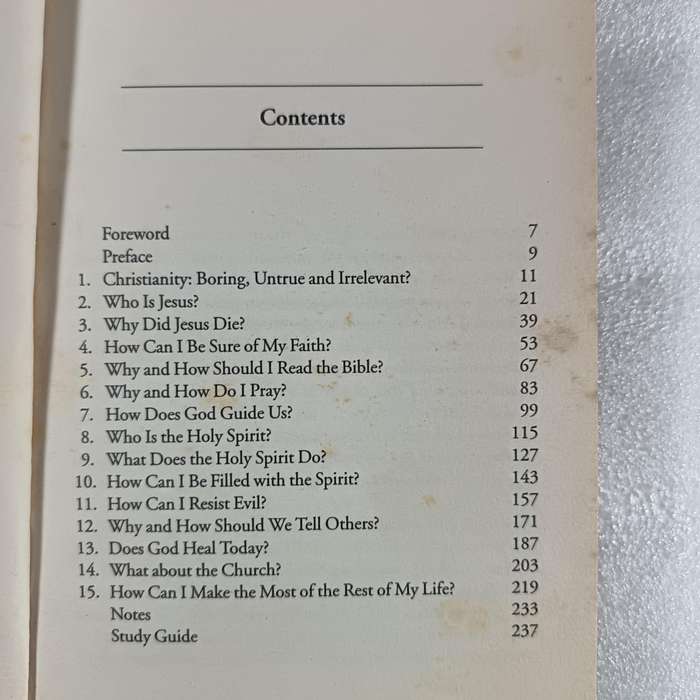 Contents
Foreword 7
Preface 9
1. Christianity: Boring, Untrue and Irrelevant? 11
2. Who Is Jesus? 21
3. Why Did Jesus Die? 39
4. How Can I Be Sure of My Faith? 53
5. Why and How Should I Read the Bible? 67
6. Why and How Do I Pray? 83
7. How Does God Guide Us? 99
8. Who Is the Holy Spirit? 115
9. What Does the Holy Spirit Do? 127
10. How Can I Be Filled with the Spirit? 143
11. How Can I Resist Evil? 157
12. Why and How Should We Tell Others? 171
13. Does God Heal Today? 187
14. What about the Church? 203
15. How Can I Make the Most of the Rest of My Life? 219
Notes 233
Study Guide 237